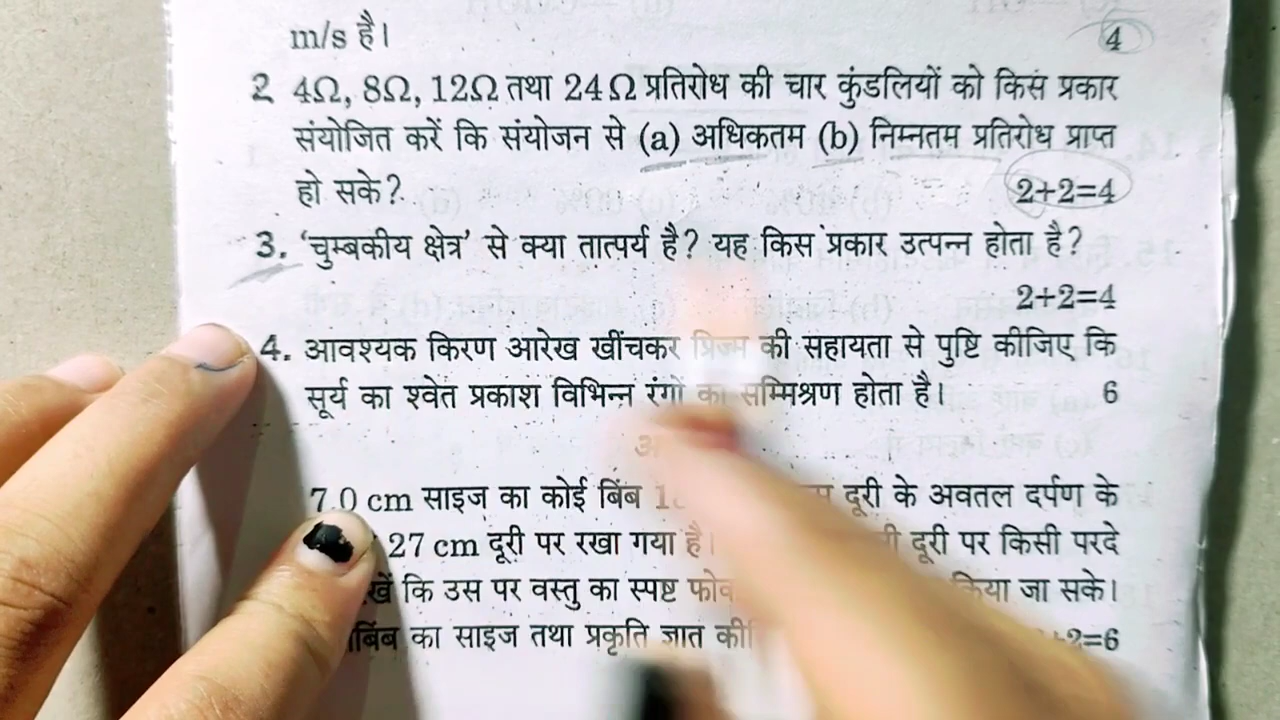 m/s है।
4
2 4Ω, 8Ω, 12Ω तथा 24Ω प्रतिरोध की चार कुंडलियों को किस प्रकार
संयोजित करें कि संयोजन से (a) अधिकतम (b) निम्नतम प्रतिरोध प्राप्त
हो सके? 2+2=4
3. 'चुम्बकीय क्षेत्र' से क्या तात्पर्य है? यह किस प्रकार उत्पन्न होता है?
2+2=4
4. आवश्यक किरण आरेख खींचकर प्रिज्म की सहायता से पुष्टि कीजिए कि
सूर्य का श्वेत प्रकाश विभिन्न रंगों का सम्मिश्रण होता है। 6
7.0 cm साइज का कोई बिंब दूरी के अवतल दर्पण के
27 cm दूरी पर रखा गया है। दूरी पर किसी परदे
कि उस पर वस्तु का स्पष्ट किया जा सके।
का साइज तथा प्रकृति ज्ञात =6